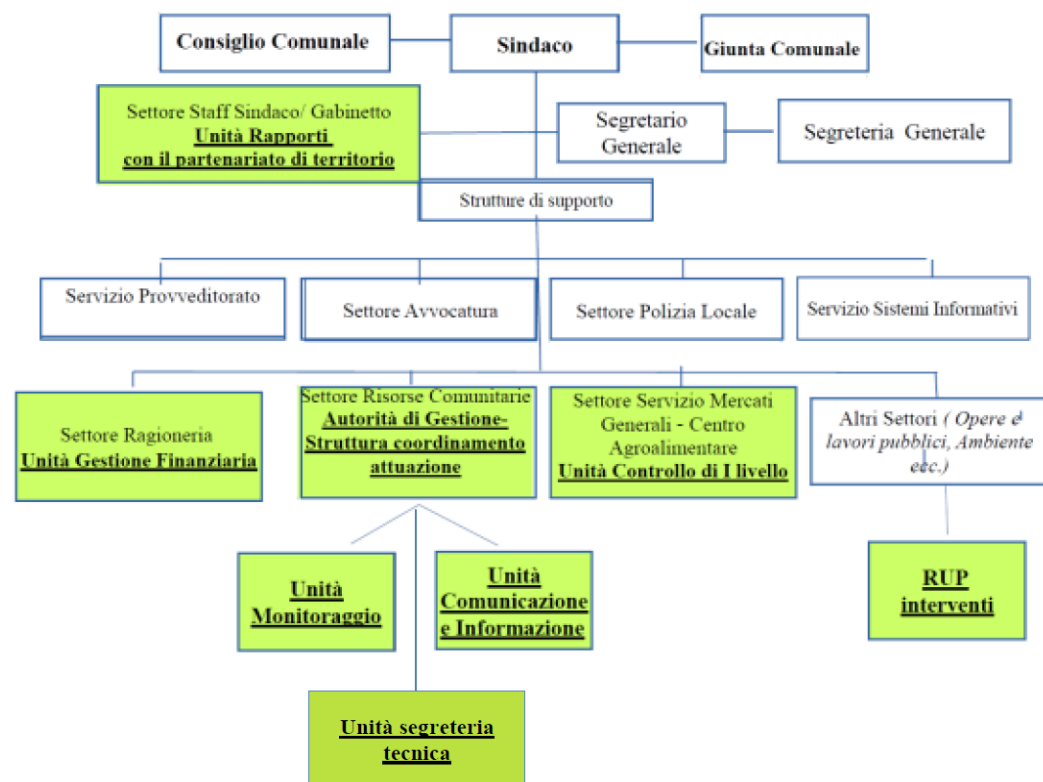 Consiglio Comunale
Sindaco
Giunta Comunale
Settore Staff Sindaco/ Gabinetto
Unità Rapporti
con il partenariato di territorio
Segretario
Generale
Segreteria Generale
Strutture di supporto
Servizio Provveditorato
Settore Avvocatura
Settore Polizia Locale
Servizio Sistemi Informativi
Settore Ragioneria
Unità Gestione Finanziaria
Settore Risorse Comunitarie
Autorità di Gestione-
Struttura coordinamento
attuazione
Settore Servizio Mercati
Generali - Centro
Agroalimentare
Unità Controllo di I livello
Altri Settori ( Opere e
lavori pubblici, Ambiente
ecc.)
Unità
Monitoraggio
Unità
Comunicazione
e Informazione
RUP
interventi
Unità segreteria
tecnica